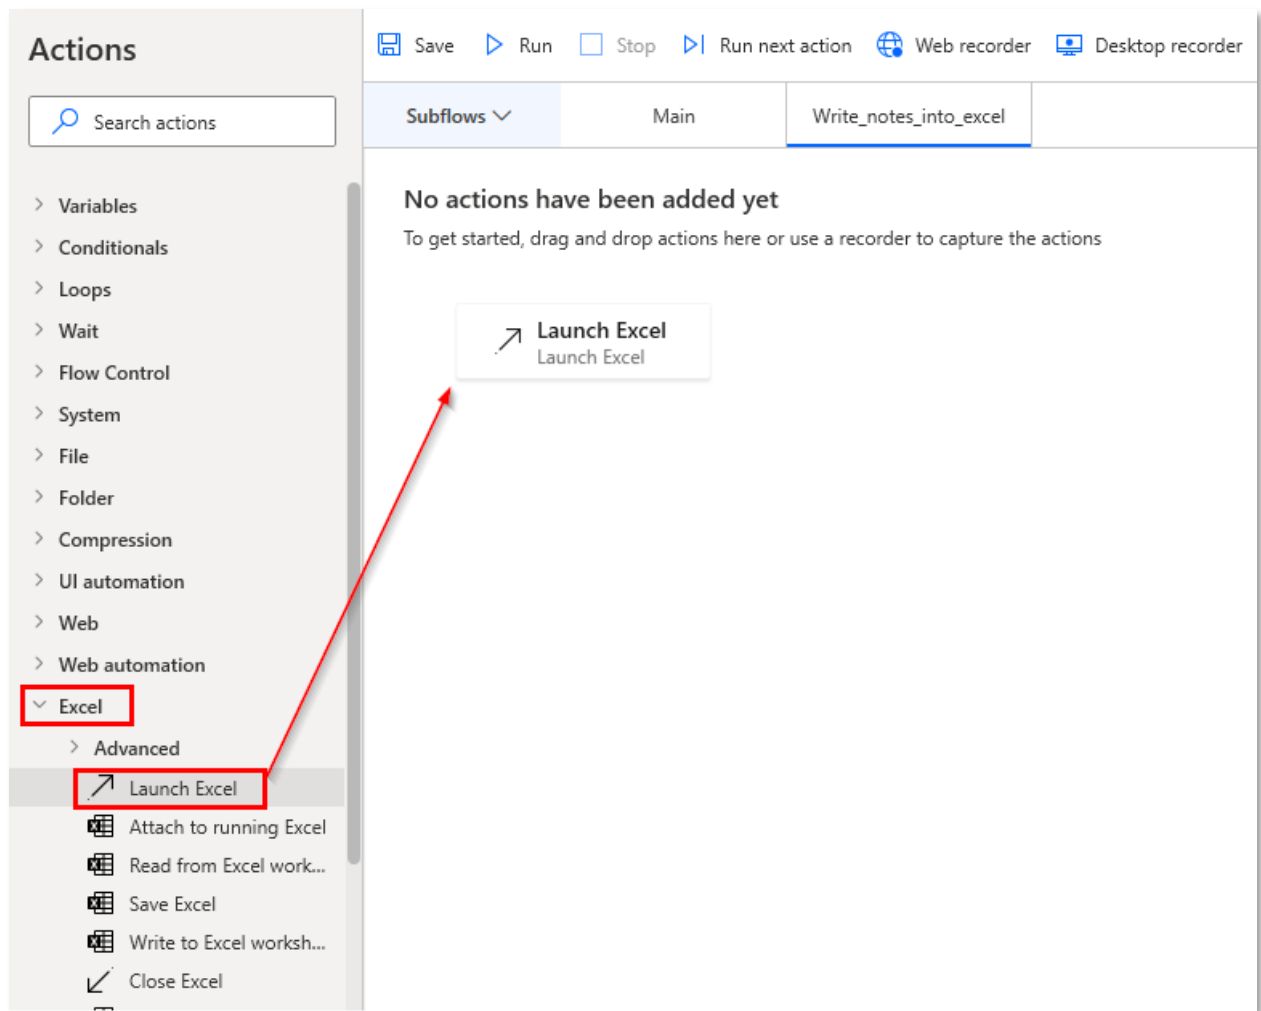 Actions
Save Run Stop Run next action Web recorder Desktop recorder
Search actions
Subflows Main Write_notes_into_excel
No actions have been added yet
To get started, drag and drop actions here or use a recorder to capture the actions
Launch Excel
Launch Excel
Variables
Conditionals
Loops
Wait
Flow Control
System
File
Folder
Compression
UI automation
Web
Web automation
Excel
Advanced
Launch Excel
Attach to running Excel
Read from Excel work...
Save Excel
Write to Excel worksh...
Close Excel